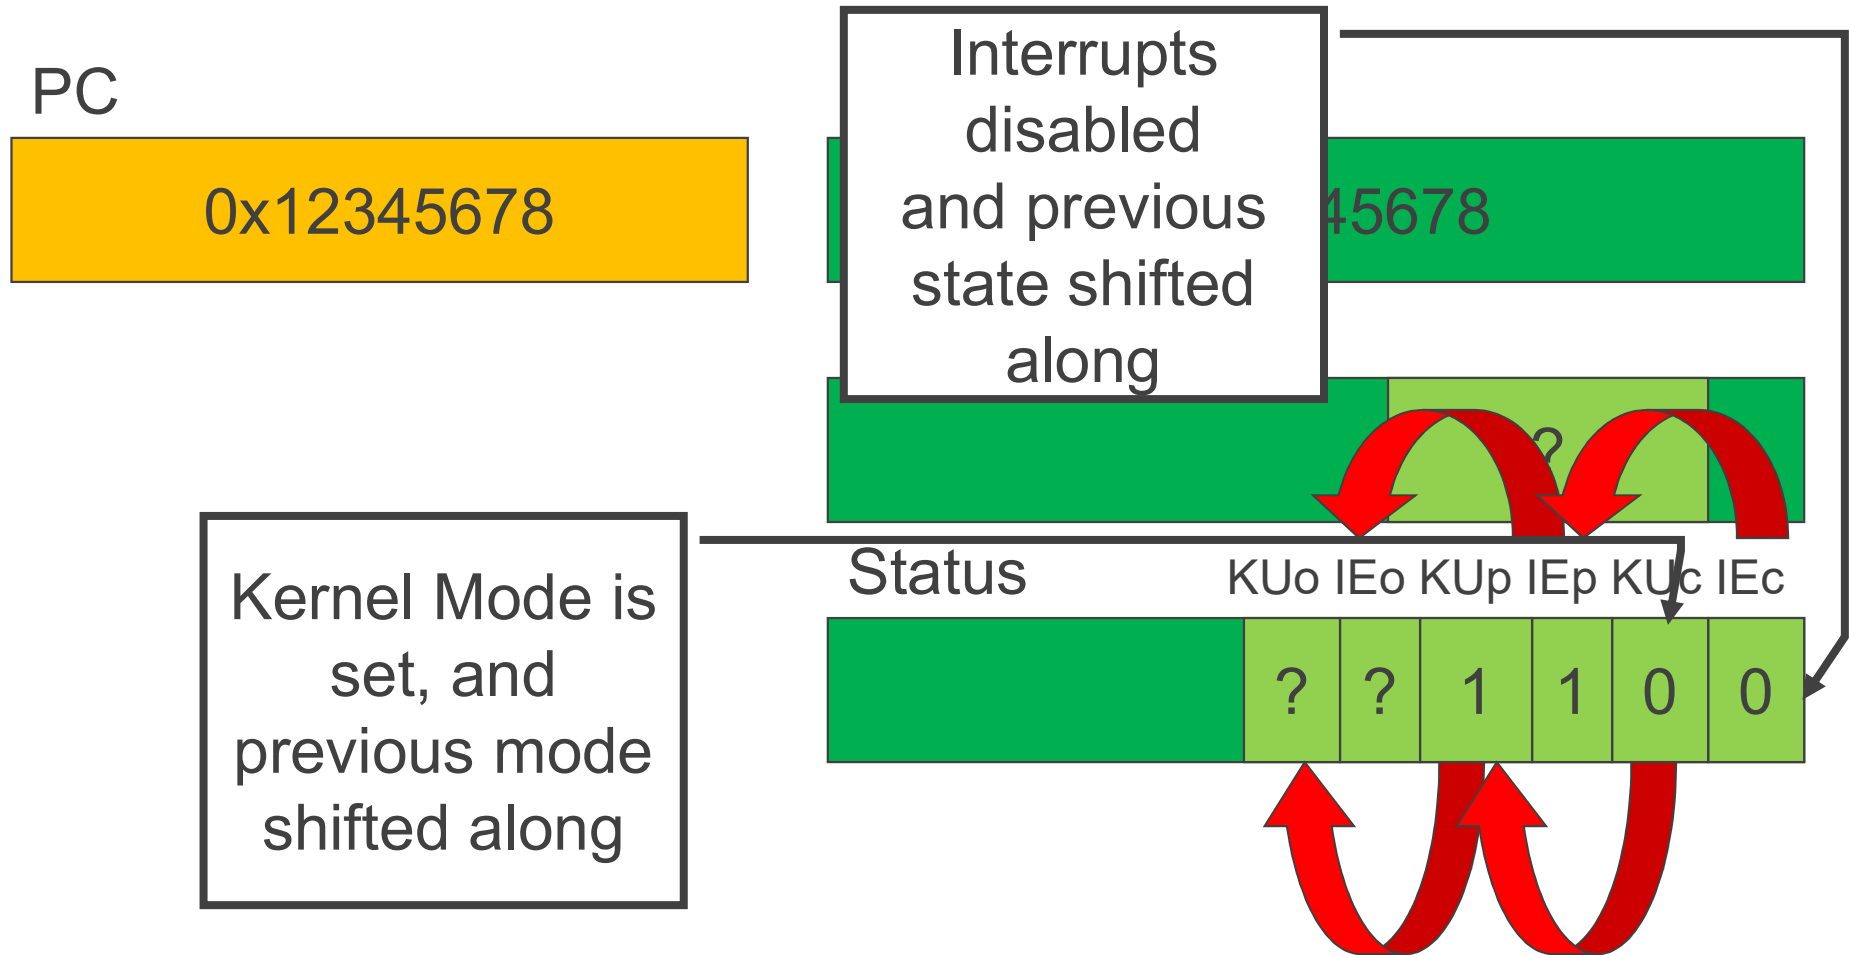 PC
0x12345678
Interrupts
disabled
and previous
state shifted
along
45678
?
Kernel Mode is
set, and
previous mode
shifted along
Status
KUo IEo KUp IEp KUc IEc
? ? 1 1 0 0